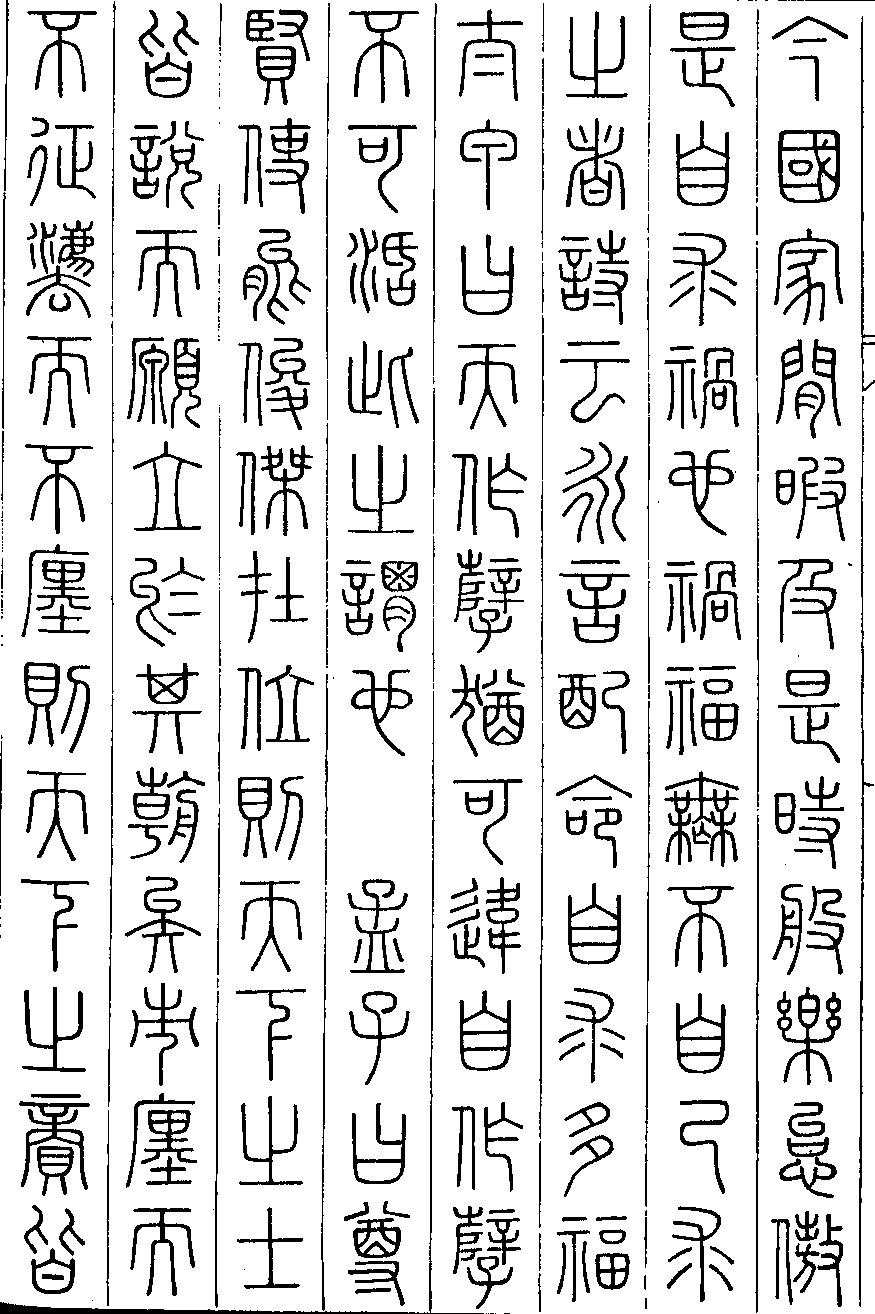 今國家閒暇及是時般樂怠傲
是自求禍也禍福無不自己求
之者詩云永言配命自求多福
太甲曰天作孽猶可違自作孽
不可活此之謂也　孟子曰尊
賢使能俊傑在位則天下之士
皆說而願立於其朝矣市廛而
不征灋而不廛則天下之𧶜皆